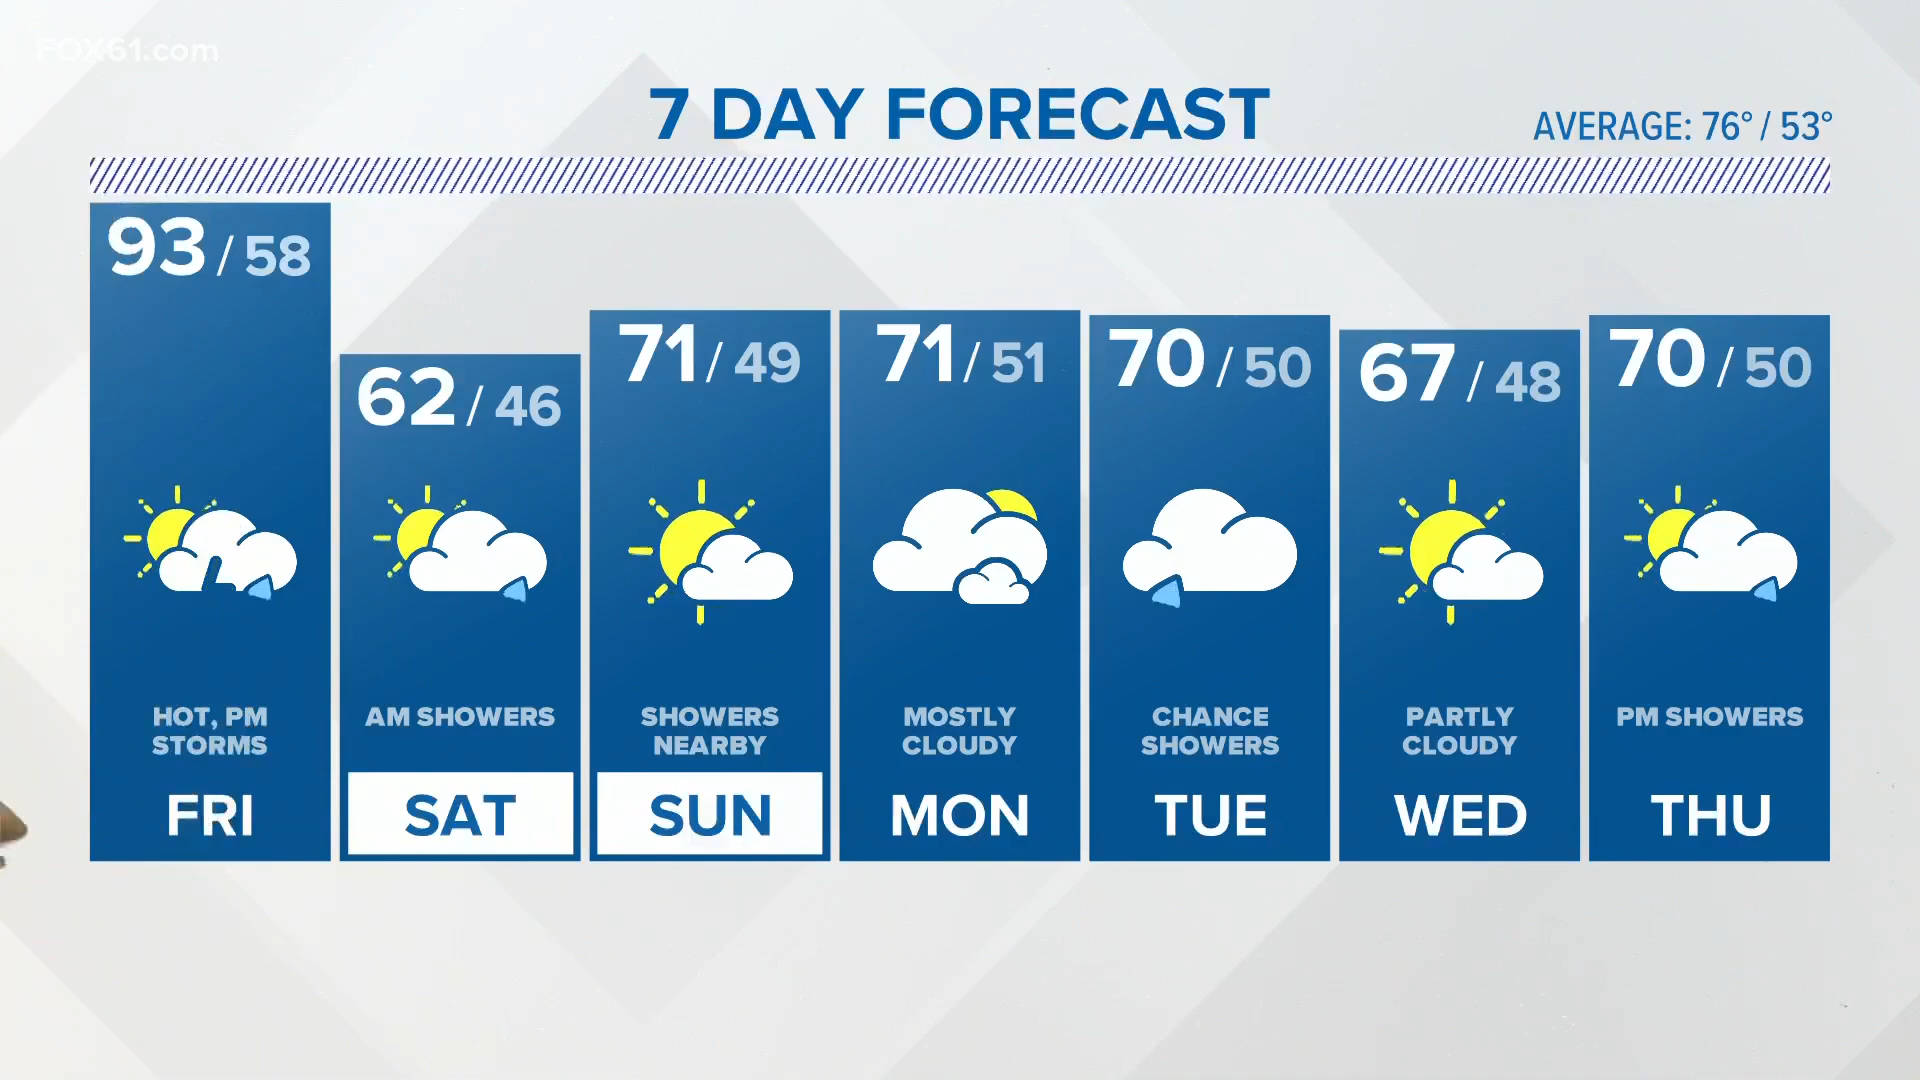 FOX61.com
7 DAY FORECAST
AVERAGE: 76° / 53°
93 / 58
HOT, PM
STORMS
FRI
62 / 46
AM SHOWERS
SAT
71 / 49
SHOWERS
NEARBY
SUN
71 / 51
MOSTLY
CLOUDY
MON
70 / 50
CHANCE
SHOWERS
TUE
67 / 48
PARTLY
CLOUDY
WED
70 / 50
PM SHOWERS
THU